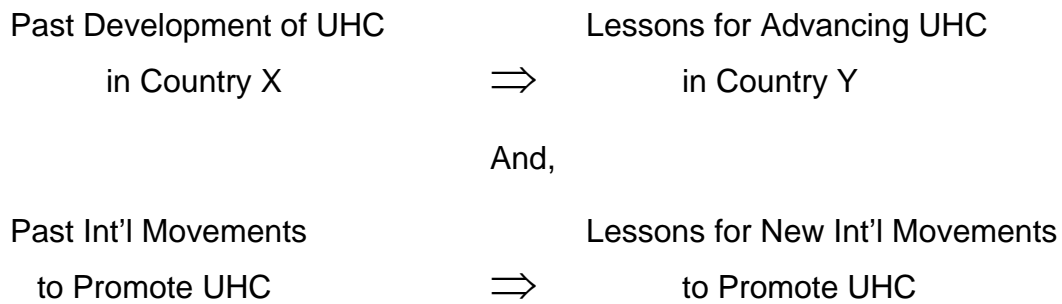 Past Development of UHC Lessons for Advancing UHC
in Country X ⇒ in Country Y
And,
Past Int’l Movements Lessons for New Int’l Movements
to Promote UHC ⇒ to Promote UHC